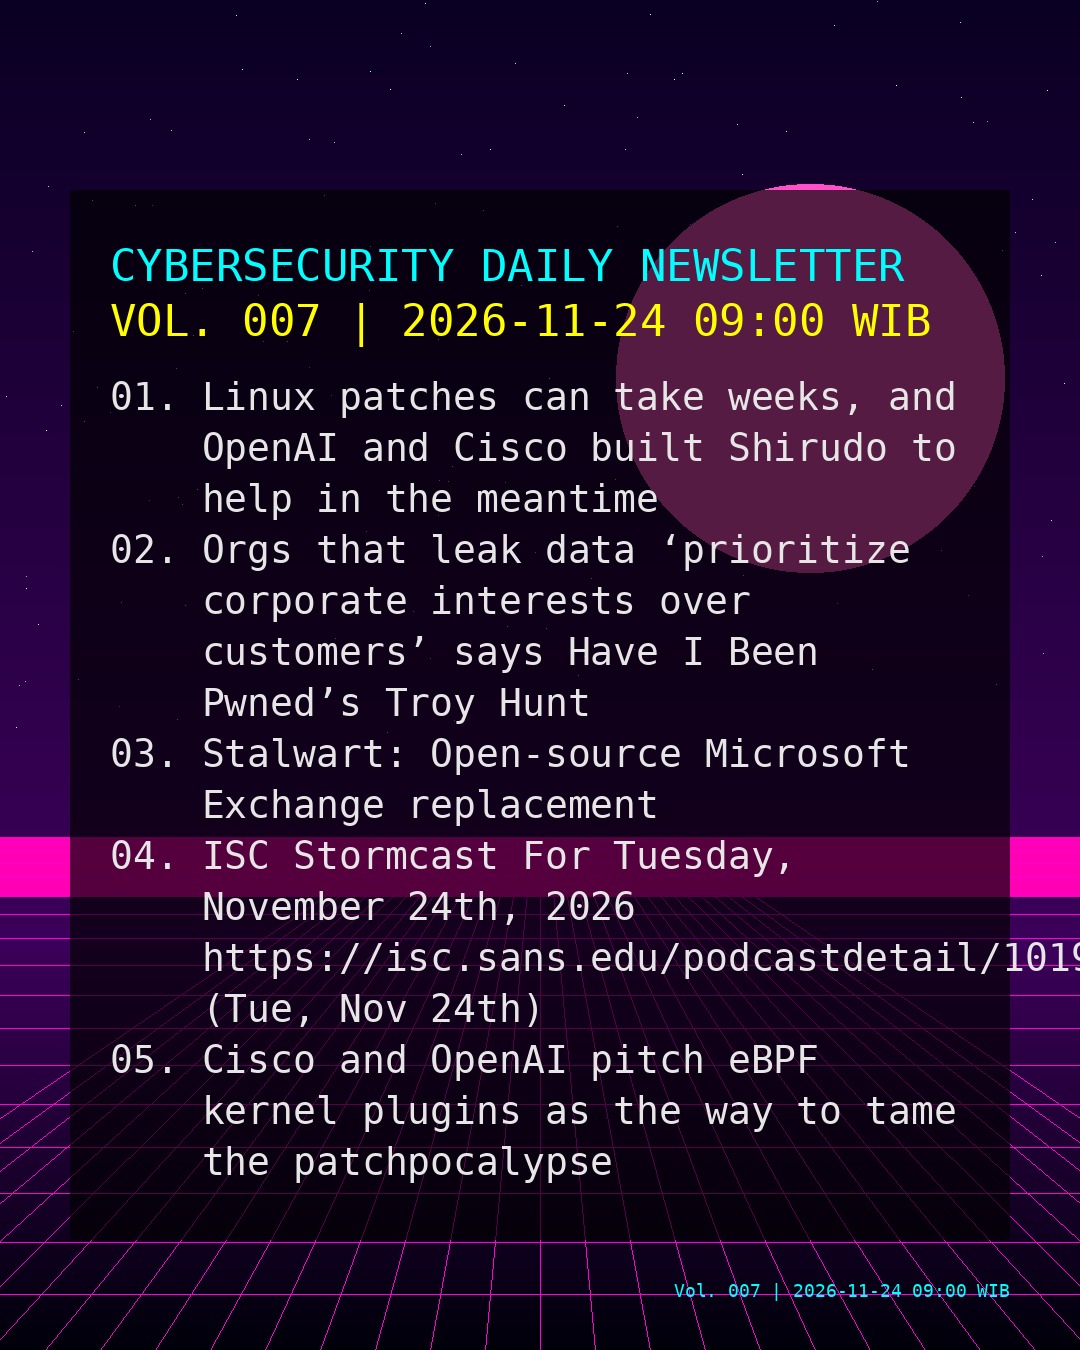 CYBERSECURITY DAILY NEWSLETTER
VOL. 007 | 2026-11-24 09:00 WIB
01. Linux patches can take weeks, and
OpenAI and Cisco built Shirudo to
help in the meantime
02. Orgs that leak data ‘prioritize
corporate interests over
customers’ says Have I Been
Pwned’s Troy Hunt
03. Stalwart: Open-source Microsoft
Exchange replacement
04. ISC Stormcast For Tuesday,
November 24th, 2026
https://isc.sans.edu/podcastdetail/1019
(Tue, Nov 24th)
05. Cisco and OpenAI pitch eBPF
kernel plugins as the way to tame
the patchpocalypse
Vol. 007 | 2026-11-24 09:00 WIB